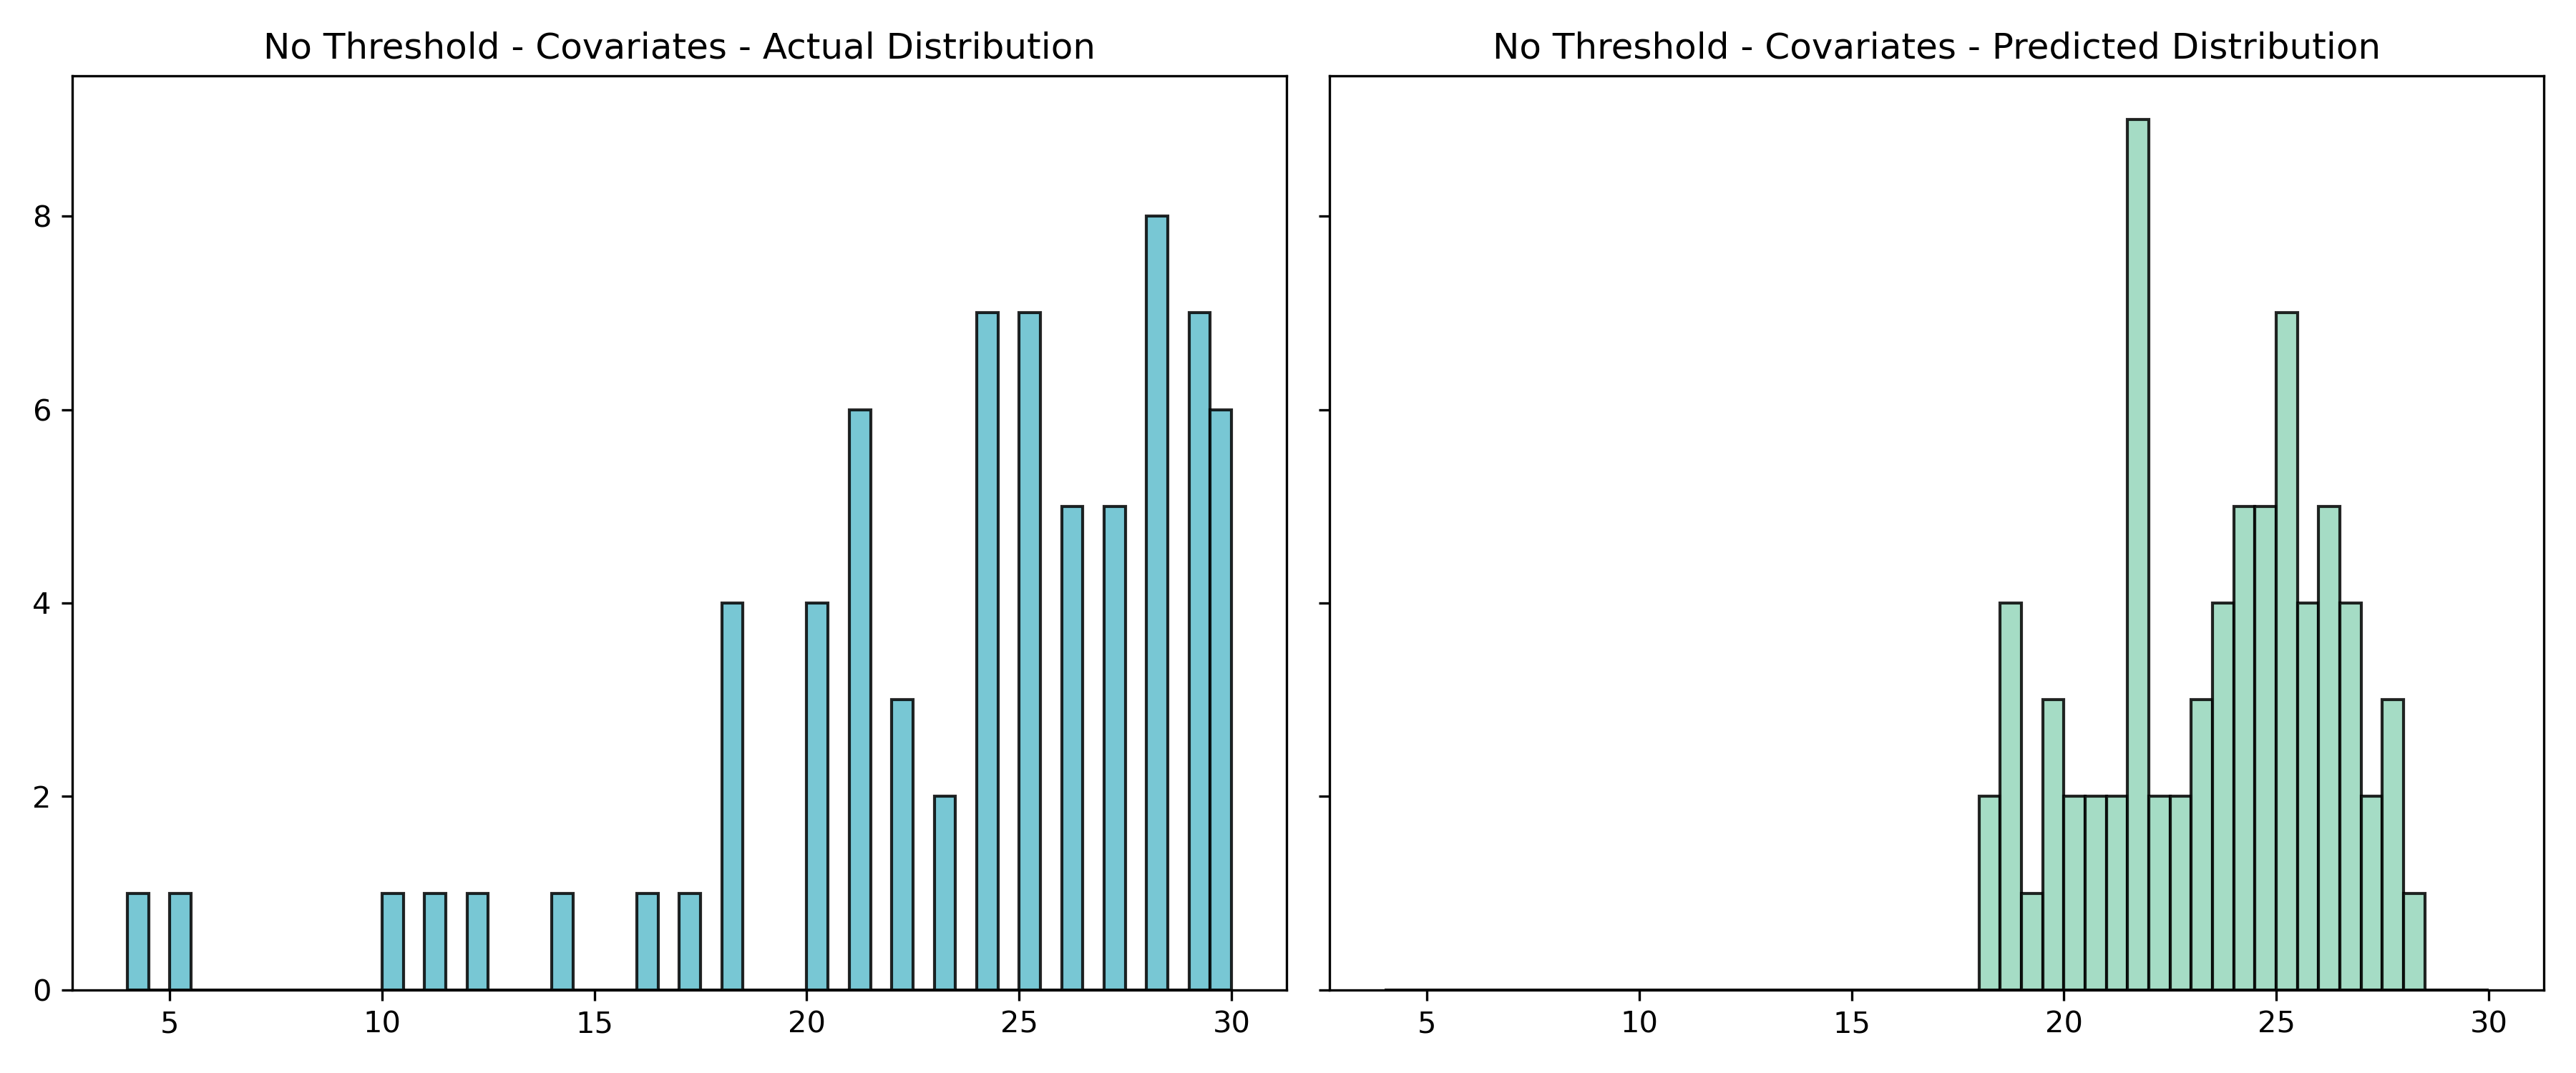 No Threshold - Covariates - Actual Distribution
No Threshold - Covariates - Predicted Distribution
8
6
4
2
0
5 10 15 20 25 30
5 10 15 20 25 30